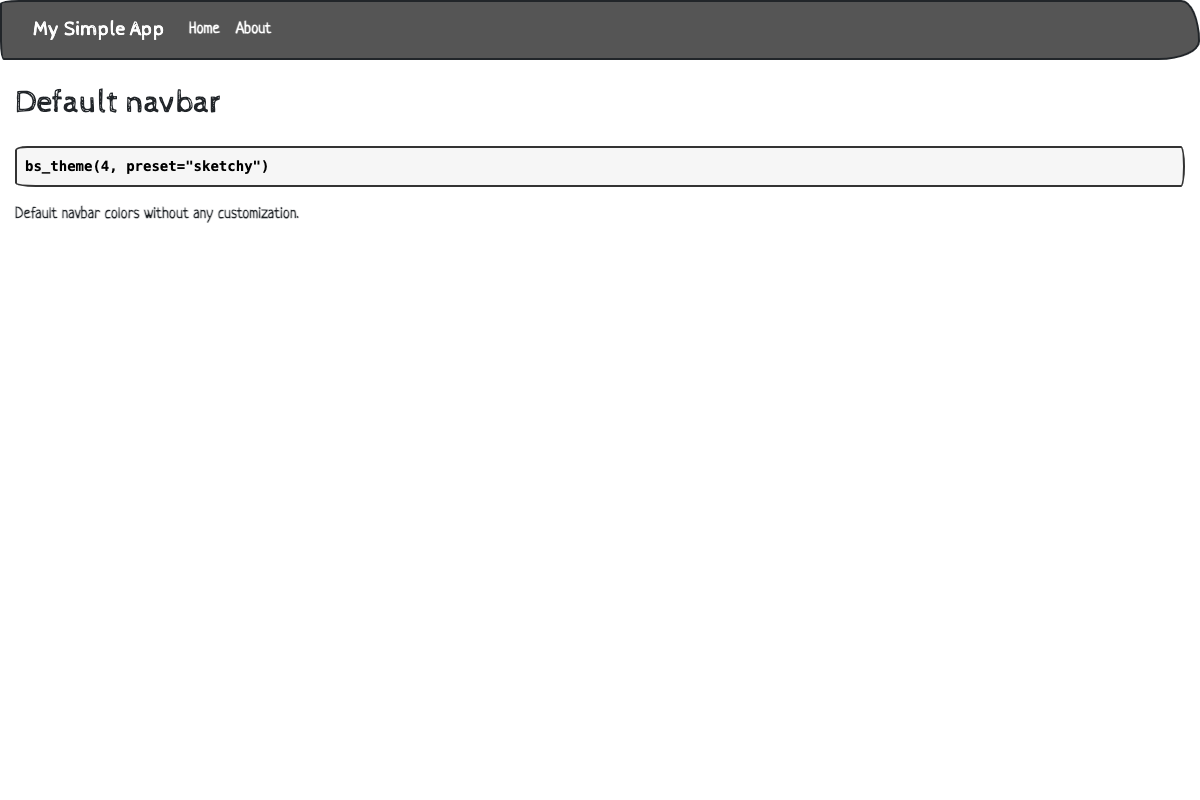 My Simple App Home About
Default navbar
bs_theme(4, preset="sketchy")
Default navbar colors without any customization.